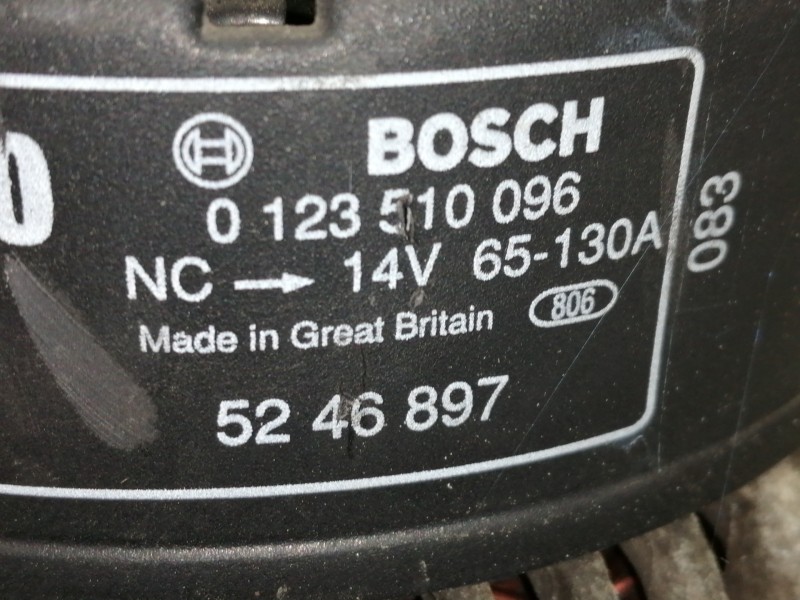 BOSCH
0 123 510 096
NC → 14V 65-130A
Made in Great Britain 806
52 46 897
083